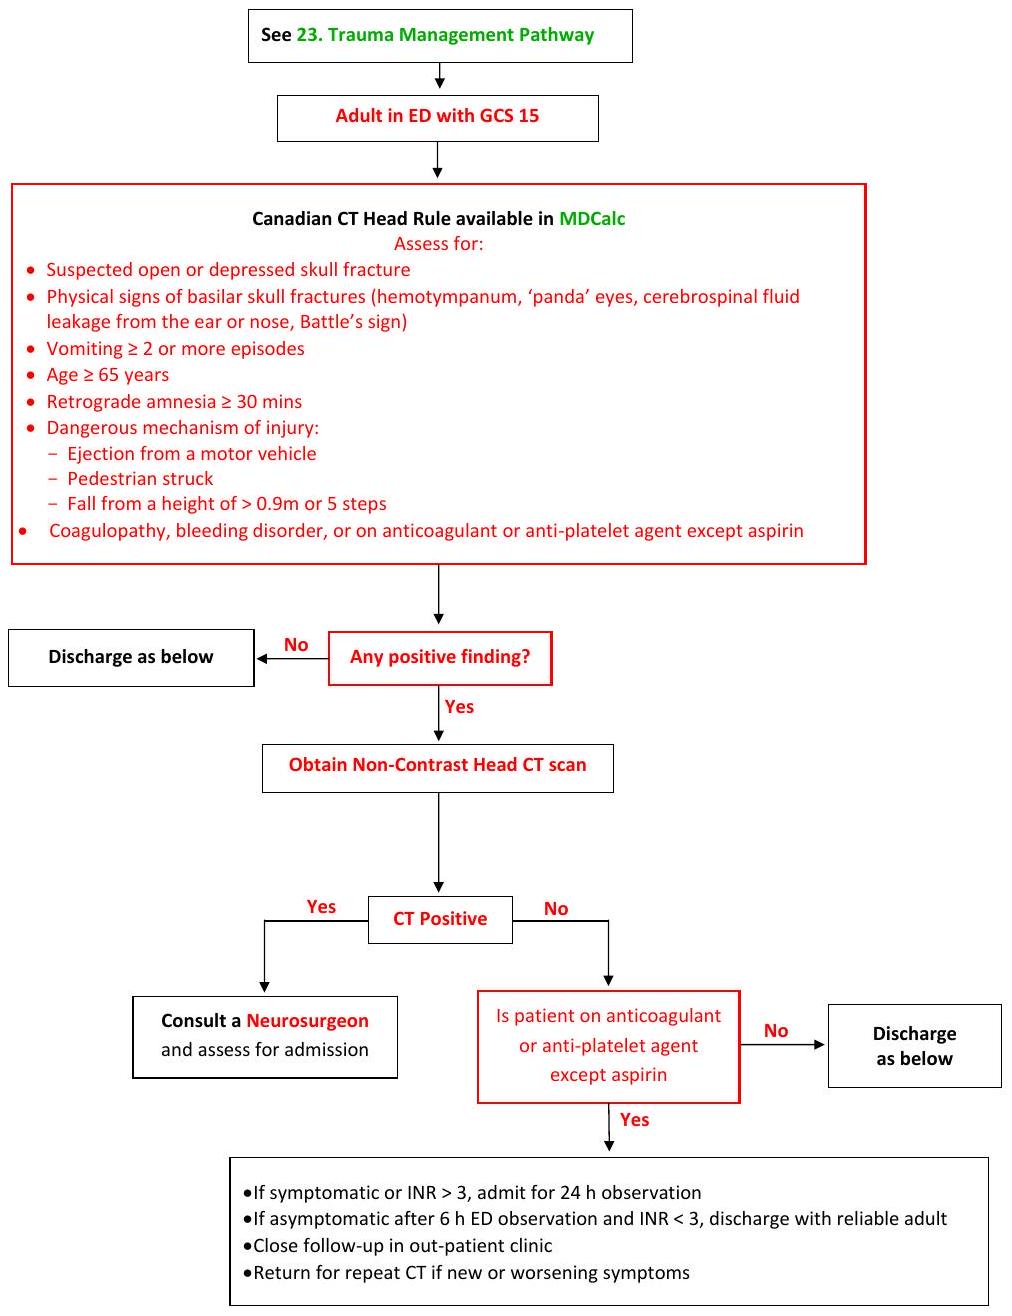 See 23. Trauma Management Pathway
Adult in ED with GCS 15
Canadian CT Head Rule available in MDCalc
Assess for:
• Suspected open or depressed skull fracture
• Physical signs of basilar skull fractures (hemotympanum, ‘panda’ eyes, cerebrospinal fluid
leakage from the ear or nose, Battle’s sign)
• Vomiting ≥ 2 or more episodes
• Age ≥ 65 years
• Retrograde amnesia ≥ 30 mins
• Dangerous mechanism of injury:
− Ejection from a motor vehicle
− Pedestrian struck
− Fall from a height of > 0.9m or 5 steps
• Coagulopathy, bleeding disorder, or on anticoagulant or anti-platelet agent except aspirin
Discharge as below
No
Any positive finding?
Yes
Obtain Non-Contrast Head CT scan
Yes
CT Positive
No
Consult a Neurosurgeon
and assess for admission
Is patient on anticoagulant
or anti-platelet agent
except aspirin
No
Discharge
as below
Yes
•If symptomatic or INR > 3, admit for 24 h observation
•If asymptomatic after 6 h ED observation and INR < 3, discharge with reliable adult
•Close follow-up in out-patient clinic
•Return for repeat CT if new or worsening symptoms